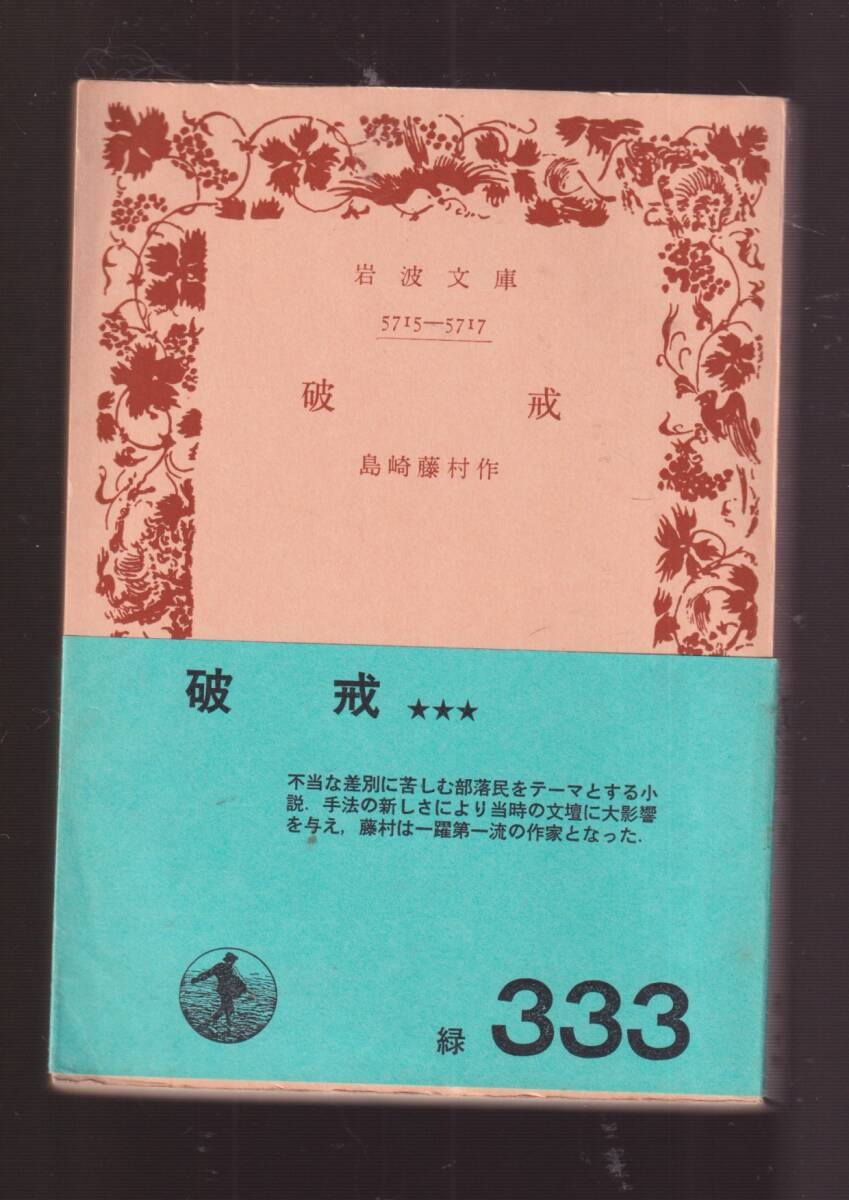 岩波文庫
5715—5717
破 戒
島崎藤村作
破 戒 ★★★
不当な差別に苦しむ部落民をテーマとする小
説．手法の新しさにより当時の文壇に大影響
を与え，藤村は一躍第一流の作家となった．
緑 333